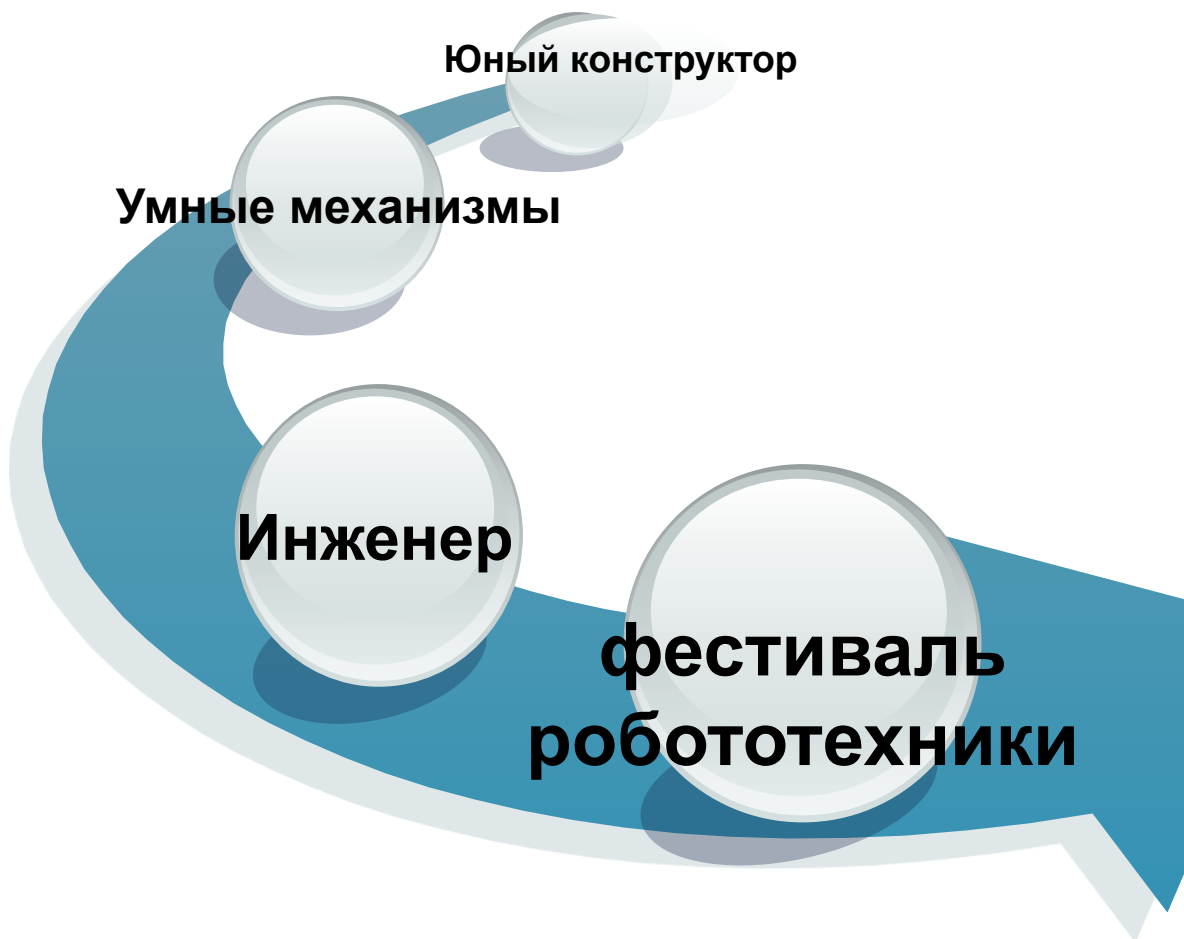 Юный конструктор
Умные механизмы
Инженер
фестиваль
робототехники